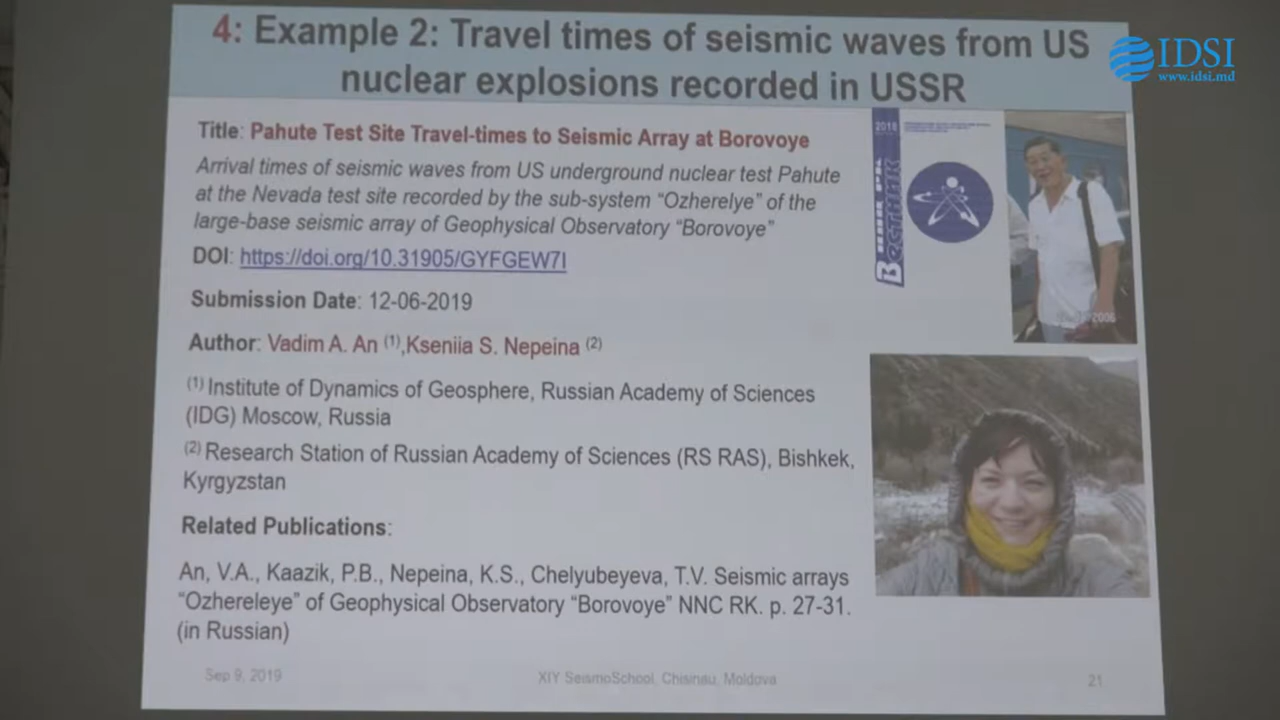 4: Example 2: Travel times of seismic waves from US
nuclear explosions recorded in USSR
IDSI
www.idsi.md
Title: Pahute Test Site Travel-times to Seismic Array at Borovoye
Arrival times of seismic waves from US underground nuclear test Pahute
at the Nevada test site recorded by the sub-system “Ozherelye” of the
large-base seismic array of Geophysical Observatory “Borovoye”
DOI: https://doi.org/10.31905/GYFGEW7I
Submission Date: 12-06-2019
Author: Vadim A. An (1),Kseniia S. Nepeina (2)
(1) Institute of Dynamics of Geosphere, Russian Academy of Sciences
(IDG) Moscow, Russia
(2) Research Station of Russian Academy of Sciences (RS RAS), Bishkek,
Kyrgyzstan
Related Publications:
An, V.A., Kaazik, P.B., Nepeina, K.S., Chelyubeyeva, T.V. Seismic arrays
“Ozhereleye” of Geophysical Observatory “Borovoye” NNC RK. p. 27-31.
(in Russian)
2018
2006
Sep 9, 2019
XIY SeismoSchool, Chisinau, Moldova
21